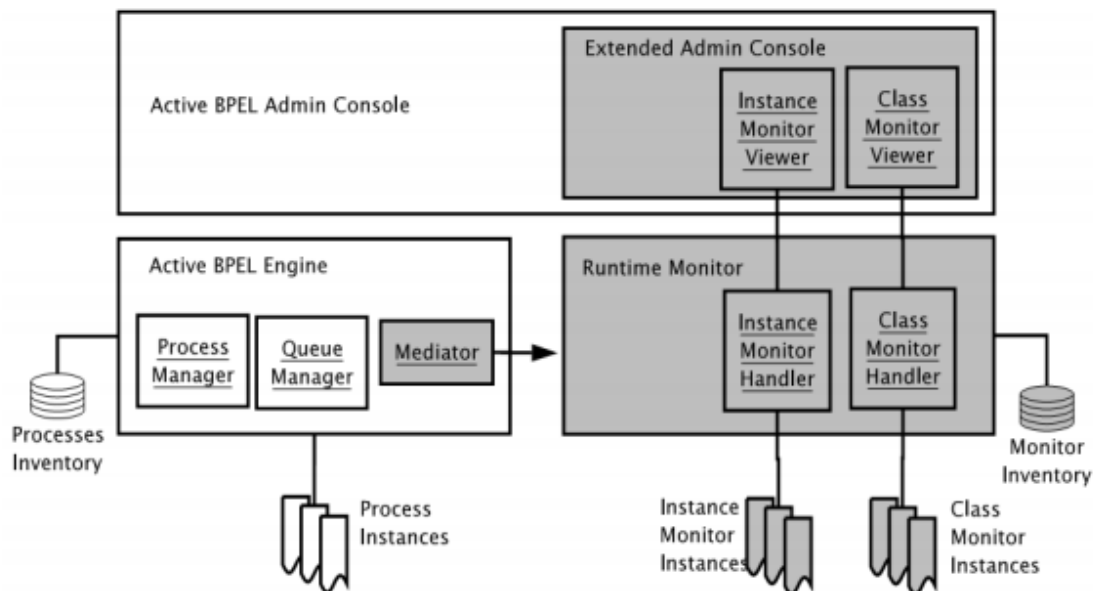 Extended Admin Console
Active BPEL Admin Console
Instance
Monitor
Viewer
Class
Monitor
Viewer
Active BPEL Engine
Process
Manager
Queue
Manager
Mediator
Runtime Monitor
Instance
Monitor
Handler
Class
Monitor
Handler
Processes
Inventory
Monitor
Inventory
Process
Instances
Instance
Monitor
Instances
Class
Monitor
Instances